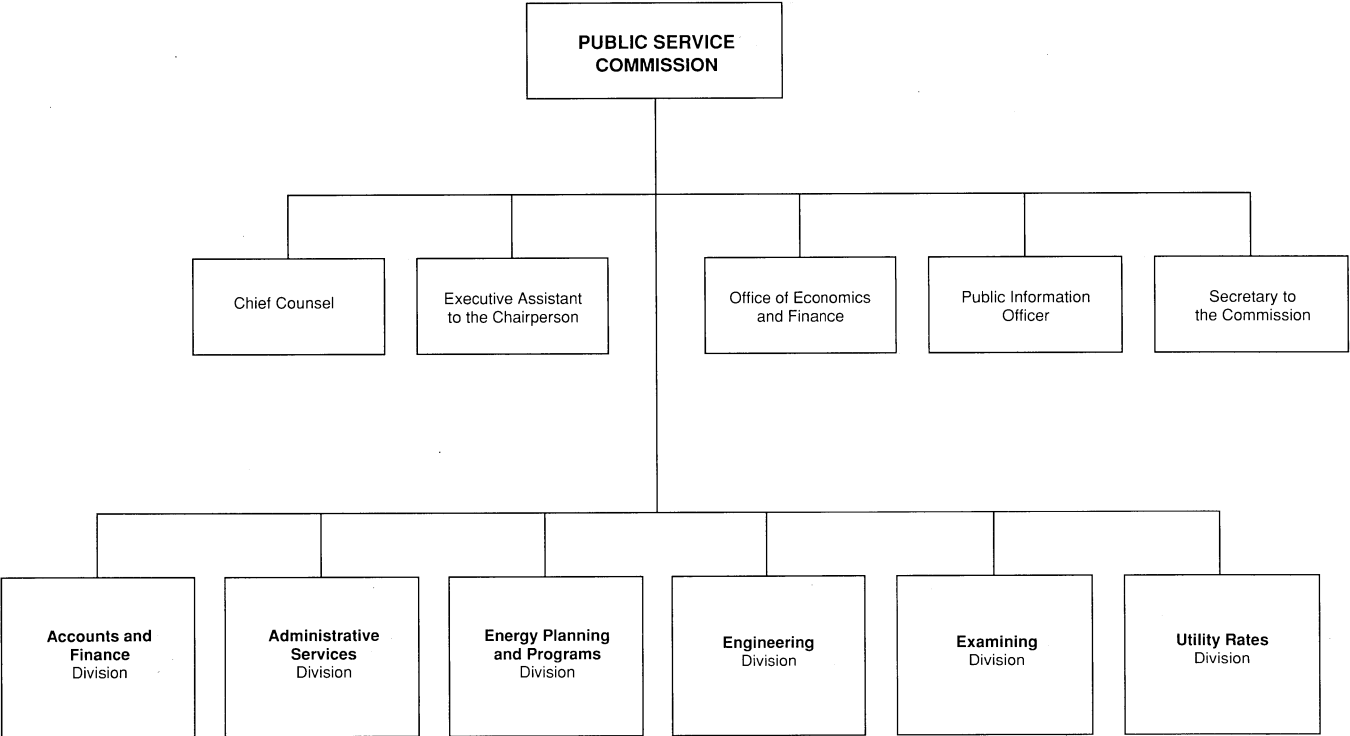 PUBLIC SERVICE
COMMISSION
Chief Counsel
Executive Assistant
to the Chairperson
Office of Economics
and Finance
Public Information
Officer
Secretary to
the Commission
Accounts and
Finance
Division
Administrative
Services
Division
Energy Planning
and Programs
Division
Engineering
Division
Examining
Division
Utility Rates
Division